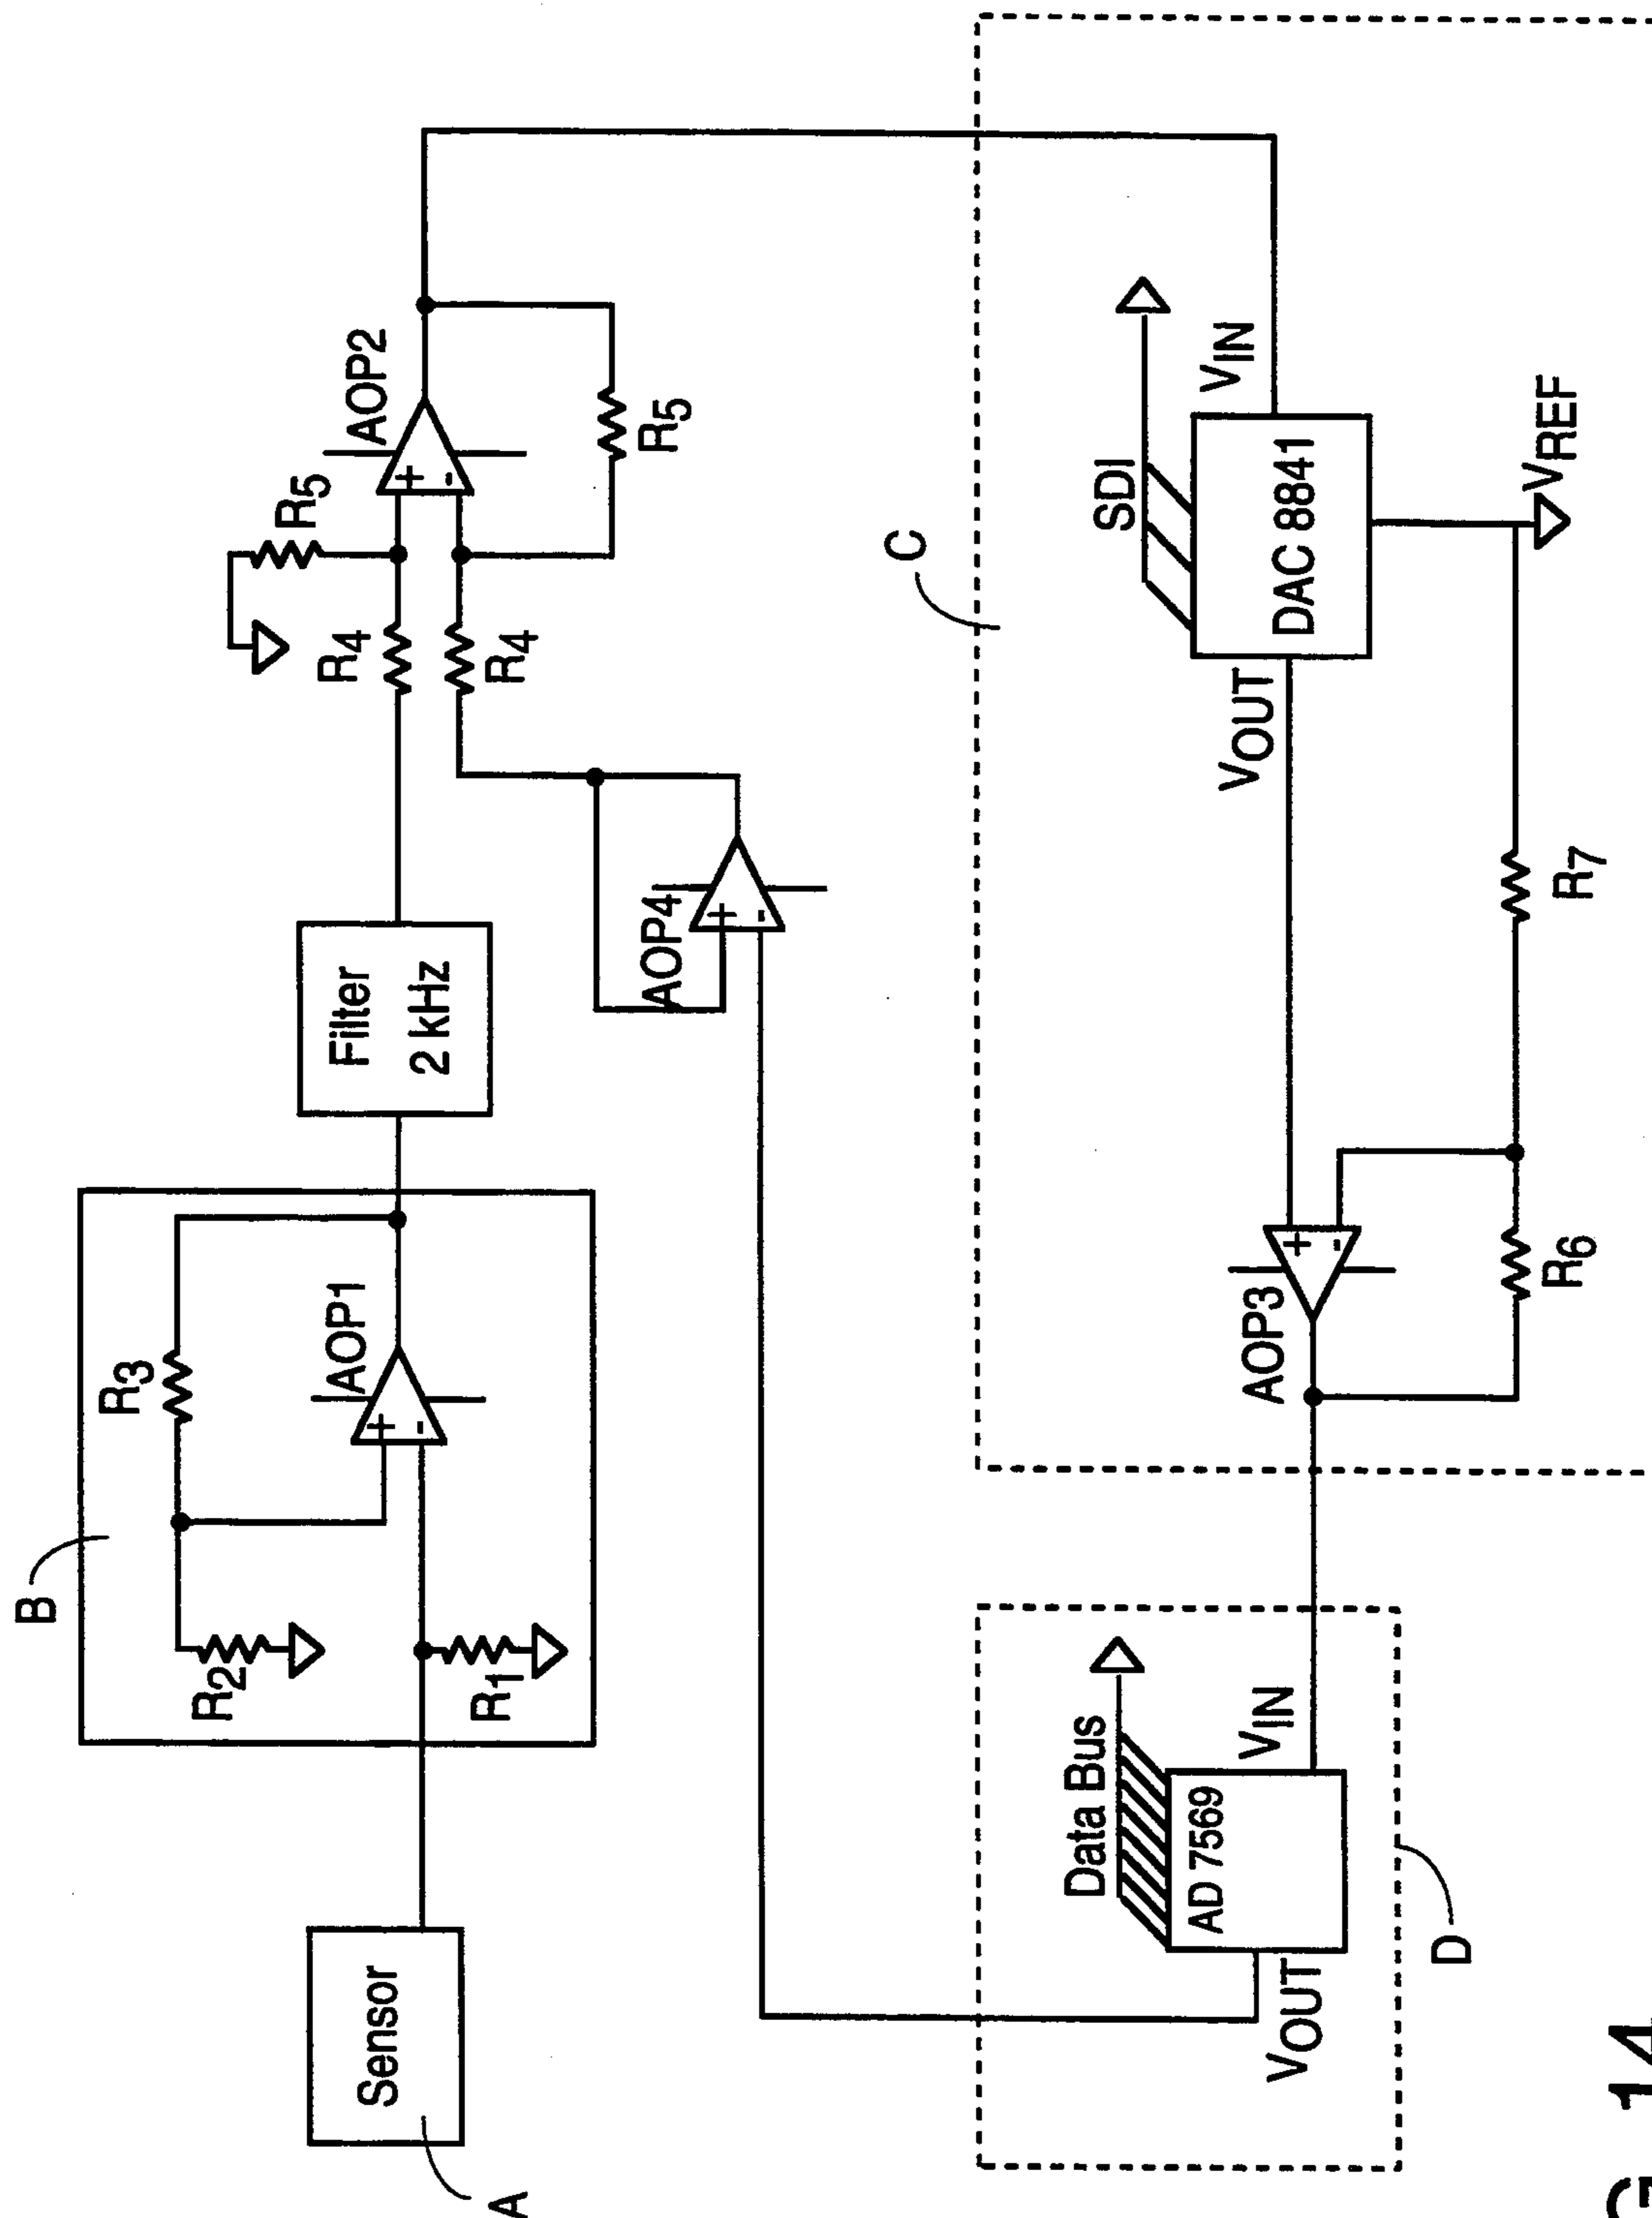 B
R3
AOP1
R2
R1
Sensor
A
Filter
2 kHz
R4
R4
R5
AOP2
R5
AOP4
+
-
+
-
+
-
C
SDI
VIN
DAC 8841
VOUT
VREF
R7
AOP3
+
-
R6
Data Bus
AD 7569
VIN
VOUT
D
G 14